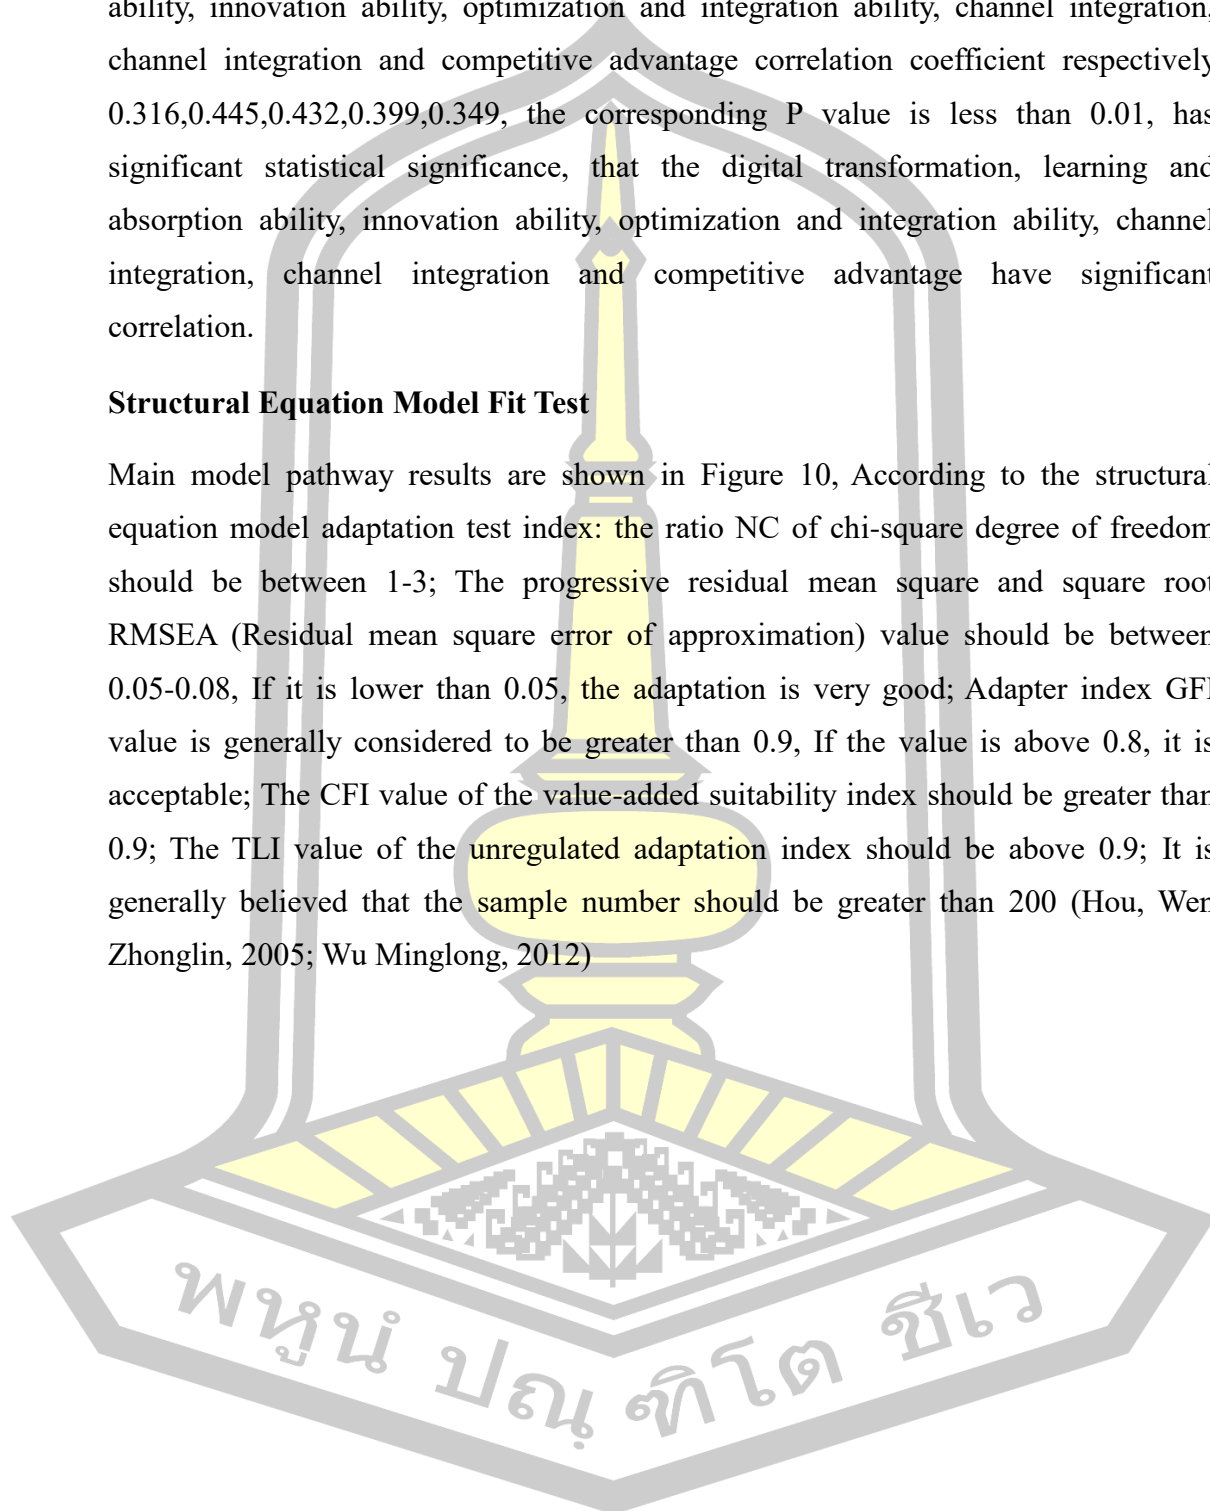 ability, innovation ability, optimization and integration ability, channel integration,
channel integration and competitive advantage correlation coefficient respectively
0.316,0.445,0.432,0.399,0.349, the corresponding P value is less than 0.01, has
significant statistical significance, that the digital transformation, learning and
absorption ability, innovation ability, optimization and integration ability, channel
integration, channel integration and competitive advantage have significant
correlation.
Structural Equation Model Fit Test
Main model pathway results are shown in Figure 10, According to the structural
equation model adaptation test index: the ratio NC of chi-square degree of freedom
should be between 1-3; The progressive residual mean square and square root
RMSEA (Residual mean square error of approximation) value should be between
0.05-0.08, If it is lower than 0.05, the adaptation is very good; Adapter index GFI
value is generally considered to be greater than 0.9, If the value is above 0.8, it is
acceptable; The CFI value of the value-added suitability index should be greater than
0.9; The TLI value of the unregulated adaptation index should be above 0.9; It is
generally believed that the sample number should be greater than 200 (Hou, Wen
Zhonglin, 2005; Wu Minglong, 2012)
พหูนํ ปณฺฑิโต ชีเว